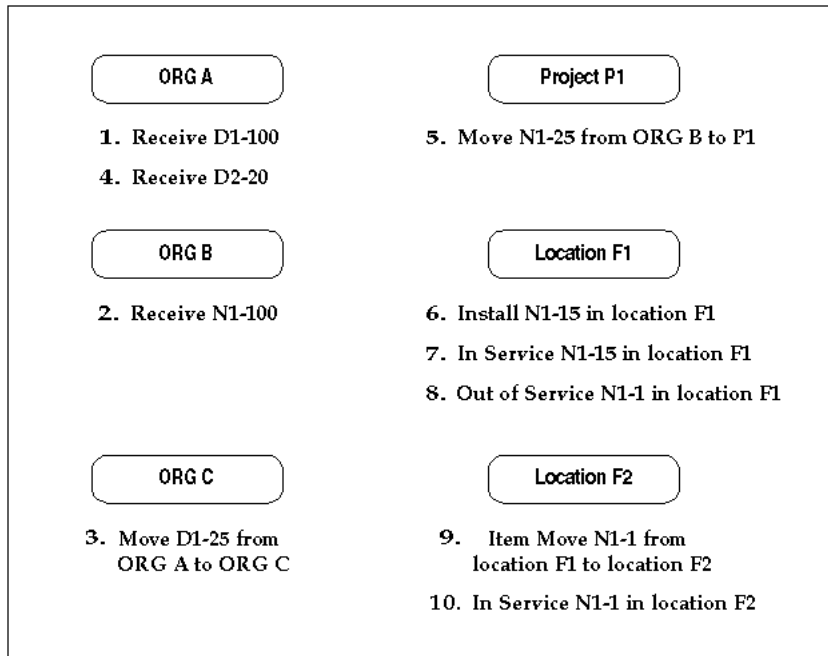 ORG A
1. Receive D1-100
4. Receive D2-20
Project P1
5. Move N1-25 from ORG B to P1
ORG B
2. Receive N1-100
Location F1
6. Install N1-15 in location F1
7. In Service N1-15 in location F1
8. Out of Service N1-1 in location F1
ORG C
3. Move D1-25 from
ORG A to ORG C
Location F2
9. Item Move N1-1 from
location F1 to location F2
10. In Service N1-1 in location F2